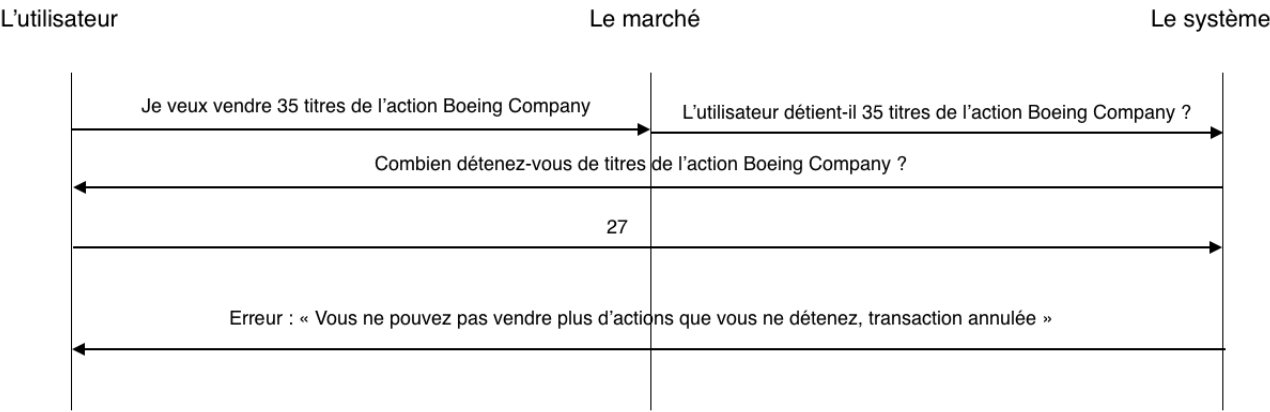 L’utilisateur
Le marché
Le système
Je veux vendre 35 titres de l’action Boeing Company
L’utilisateur détient-il 35 titres de l’action Boeing Company ?
Combien détenez-vous de titres de l’action Boeing Company ?
27
Erreur : « Vous ne pouvez pas vendre plus d’actions que vous ne détenez, transaction annulée »